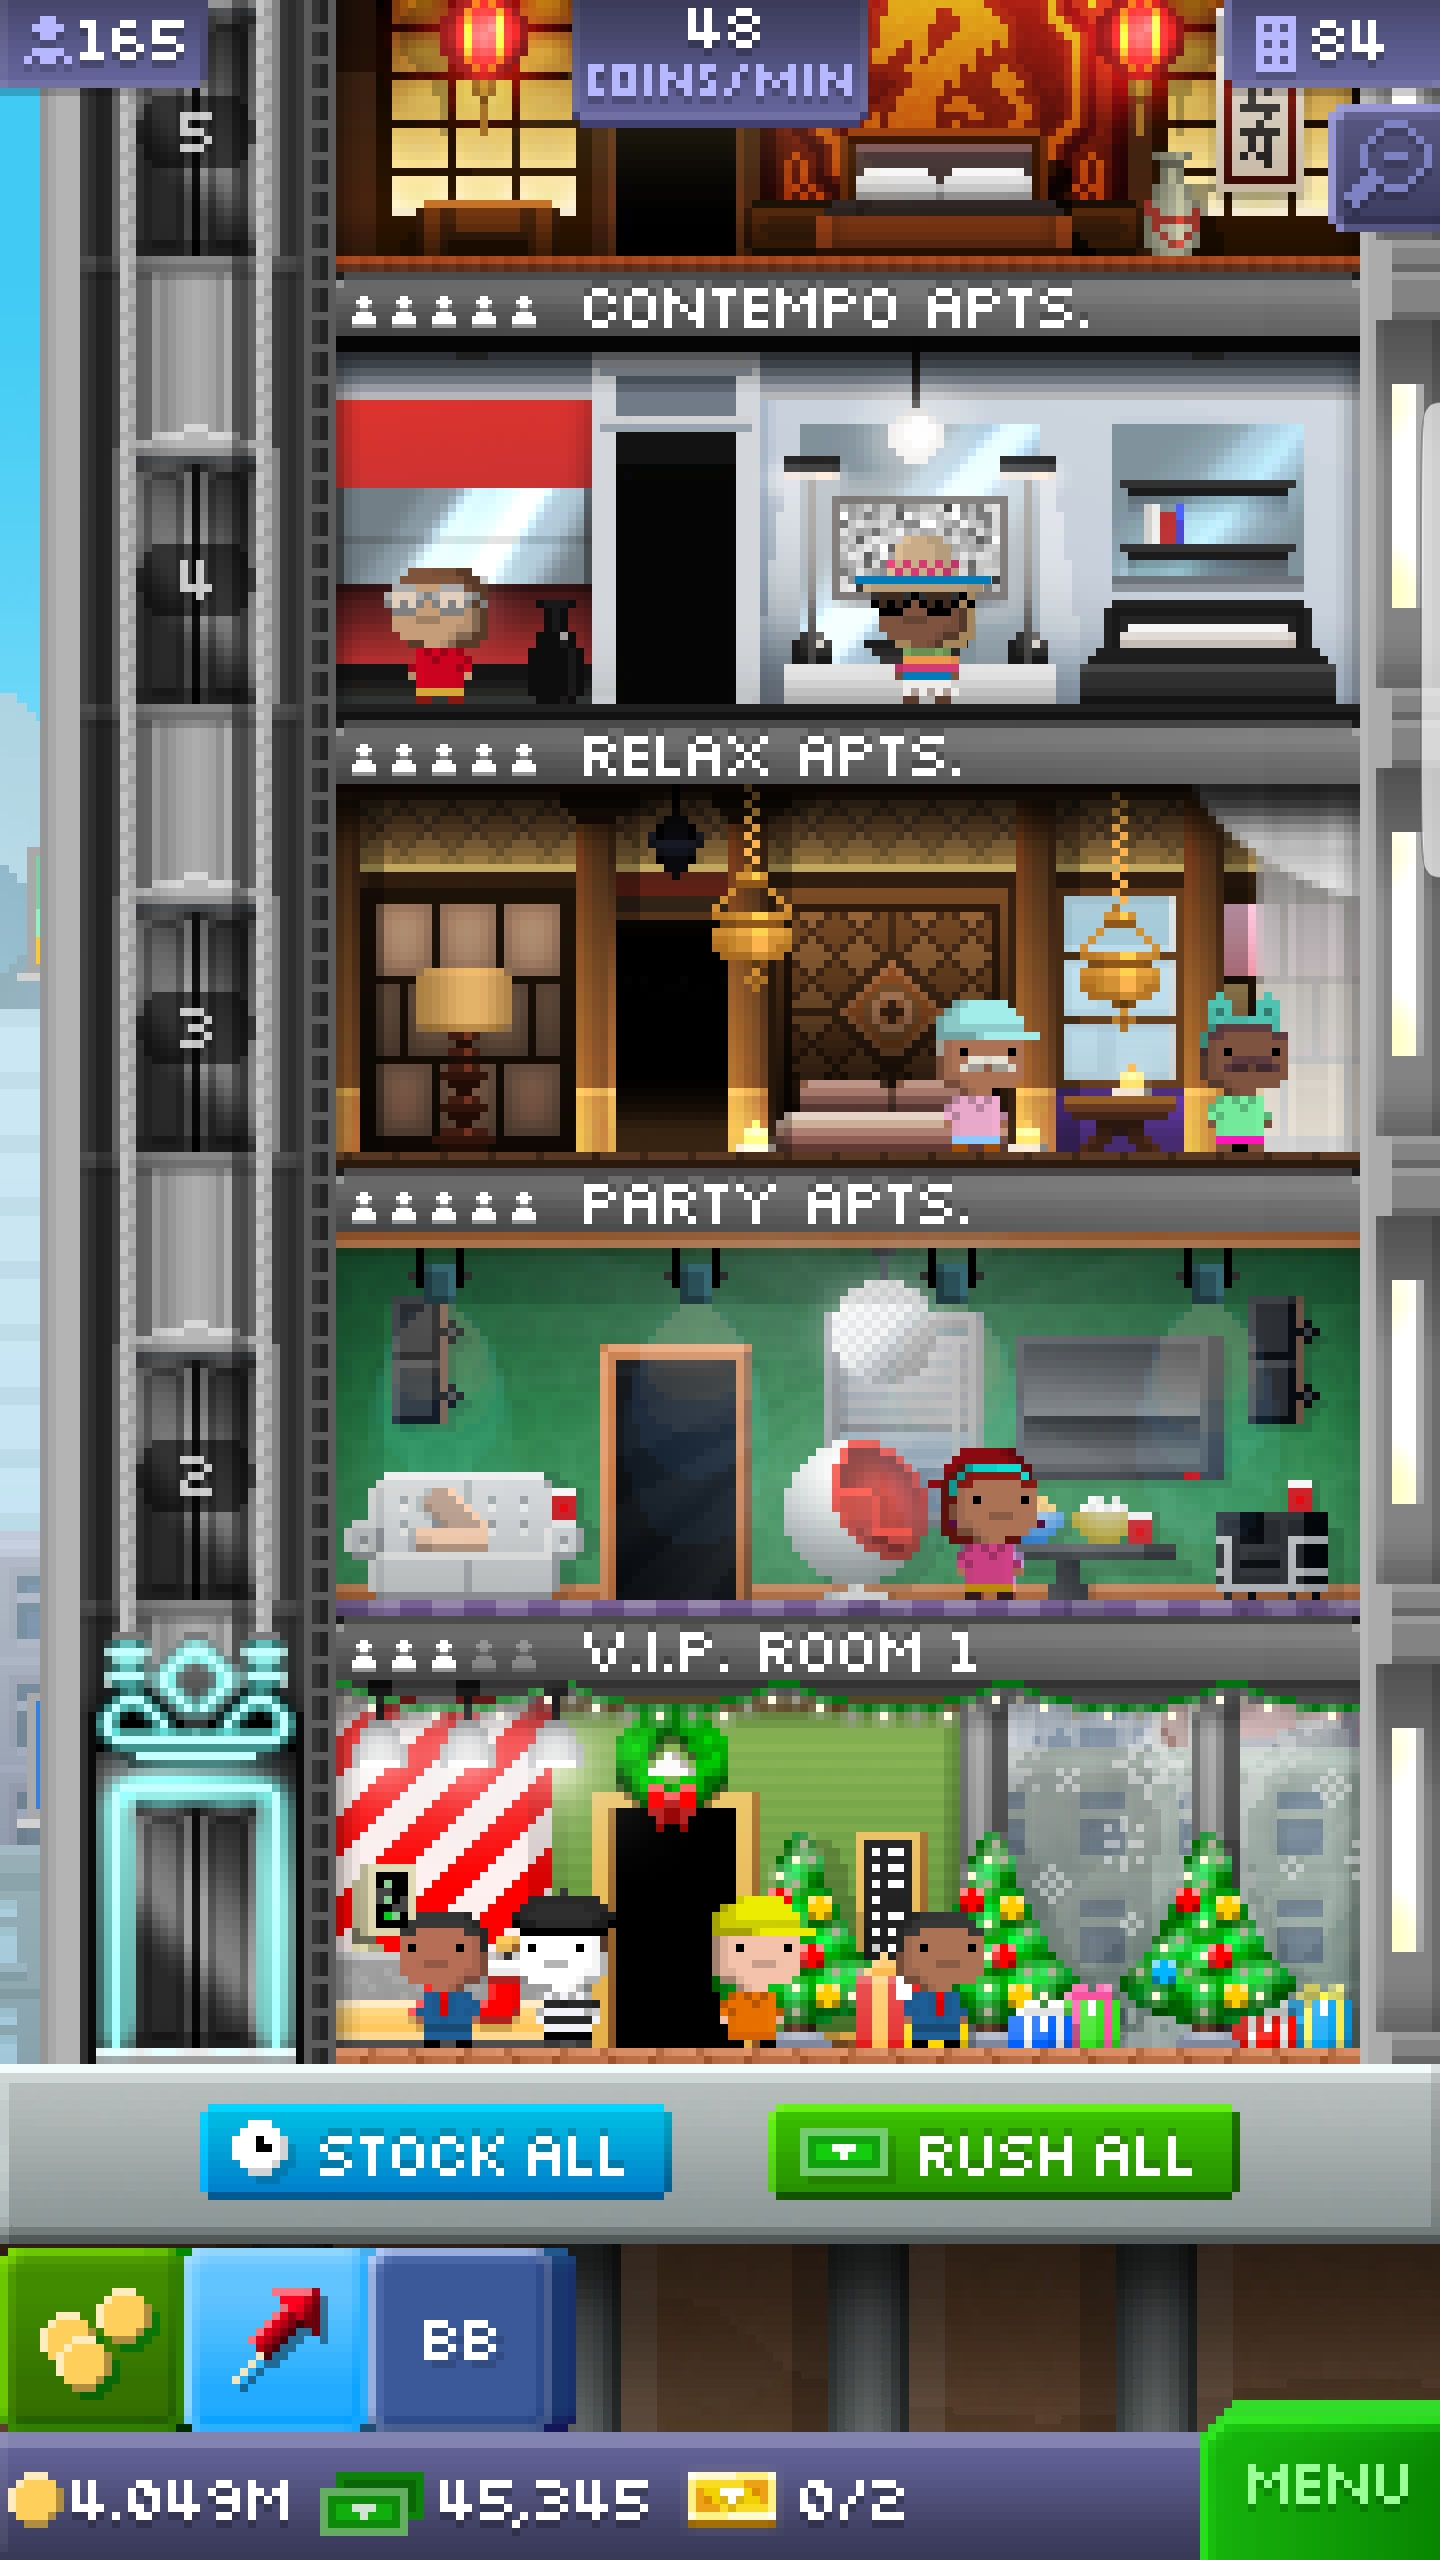 165
48
COINS/MIN
84
5
CONTEMPO APTS.
4
RELAX APTS.
3
PARTY APTS.
2
V.I.P. ROOM 1
STOCK ALL
RUSH ALL
BB
4.049M
45,345
0/2
MENU